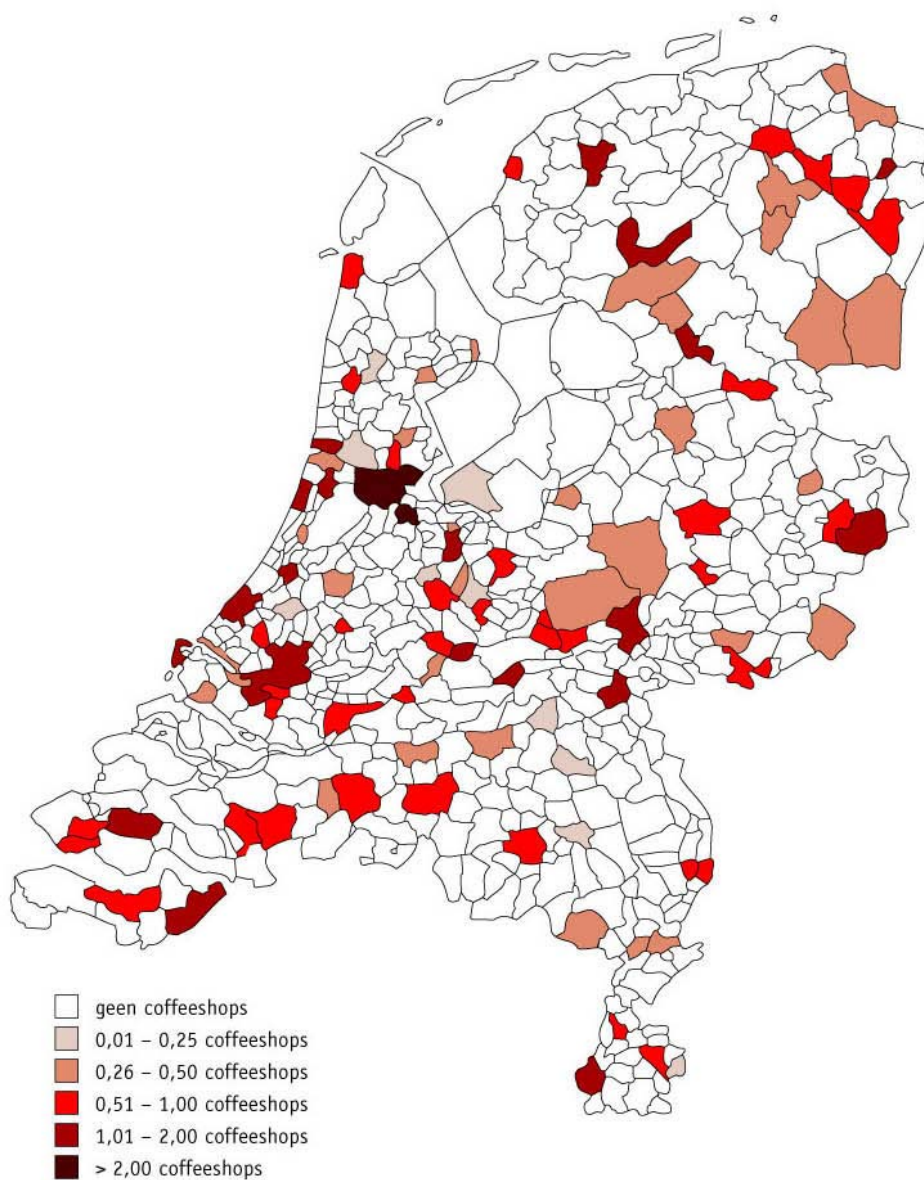 geen coffeeshops
0,01 – 0,25 coffeeshops
0,26 – 0,50 coffeeshops
0,51 – 1,00 coffeeshops
1,01 – 2,00 coffeeshops
> 2,00 coffeeshops